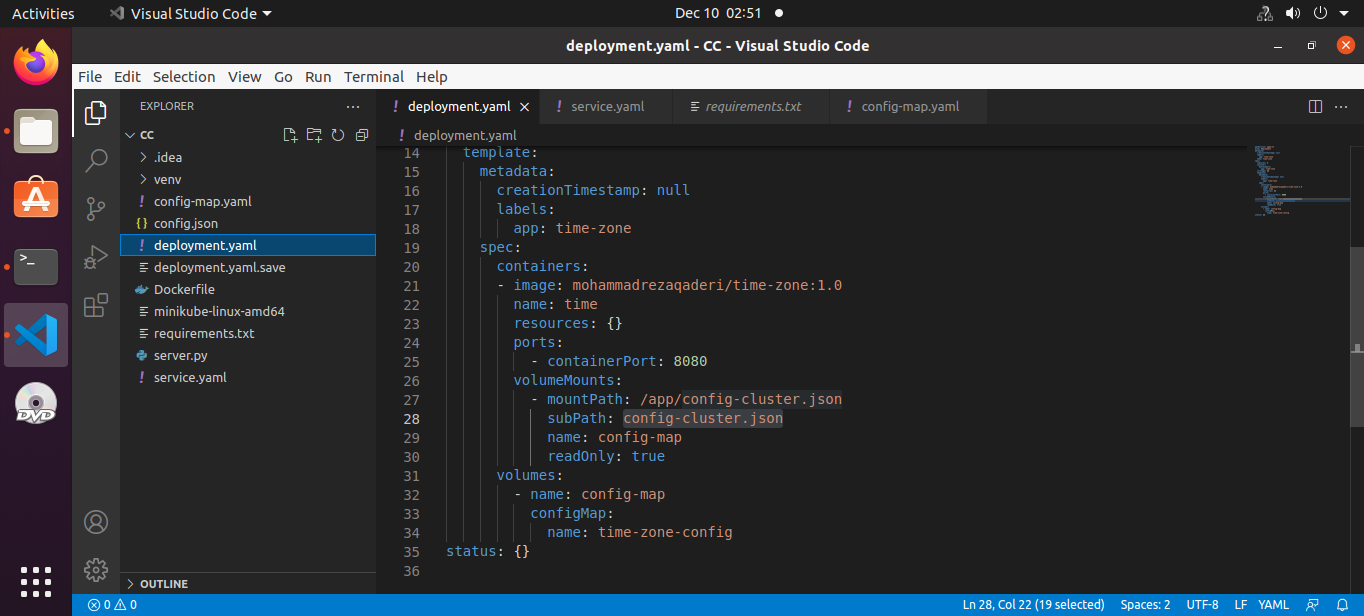 Activities Visual Studio Code Dec 10 02:51
deployment.yaml - CC - Visual Studio Code
File Edit Selection View Go Run Terminal Help
EXPLORER
CC
.idea
venv
! config-map.yaml
{} config.json
! deployment.yaml
deployment.yaml.save
Dockerfile
minikube-linux-amd64
requirements.txt
server.py
! service.yaml
OUTLINE
! deployment.yaml ! service.yaml requirements.txt ! config-map.yaml
! deployment.yaml
14 template:
15 metadata:
16 creationTimestamp: null
17 labels:
18 app: time-zone
19 spec:
20 containers:
21 - image: mohammadrezaqaderi/time-zone:1.0
22 name: time
23 resources: {}
24 ports:
25 - containerPort: 8080
26 volumeMounts:
27 - mountPath: /app/config-cluster.json
28 subPath: config-cluster.json
29 name: config-map
30 readOnly: true
31 volumes:
32 - name: config-map
33 configMap:
34 name: time-zone-config
35 status: {}
36
DVD
0 0 Ln 28, Col 22 (19 selected) Spaces: 2 UTF-8 LF YAML